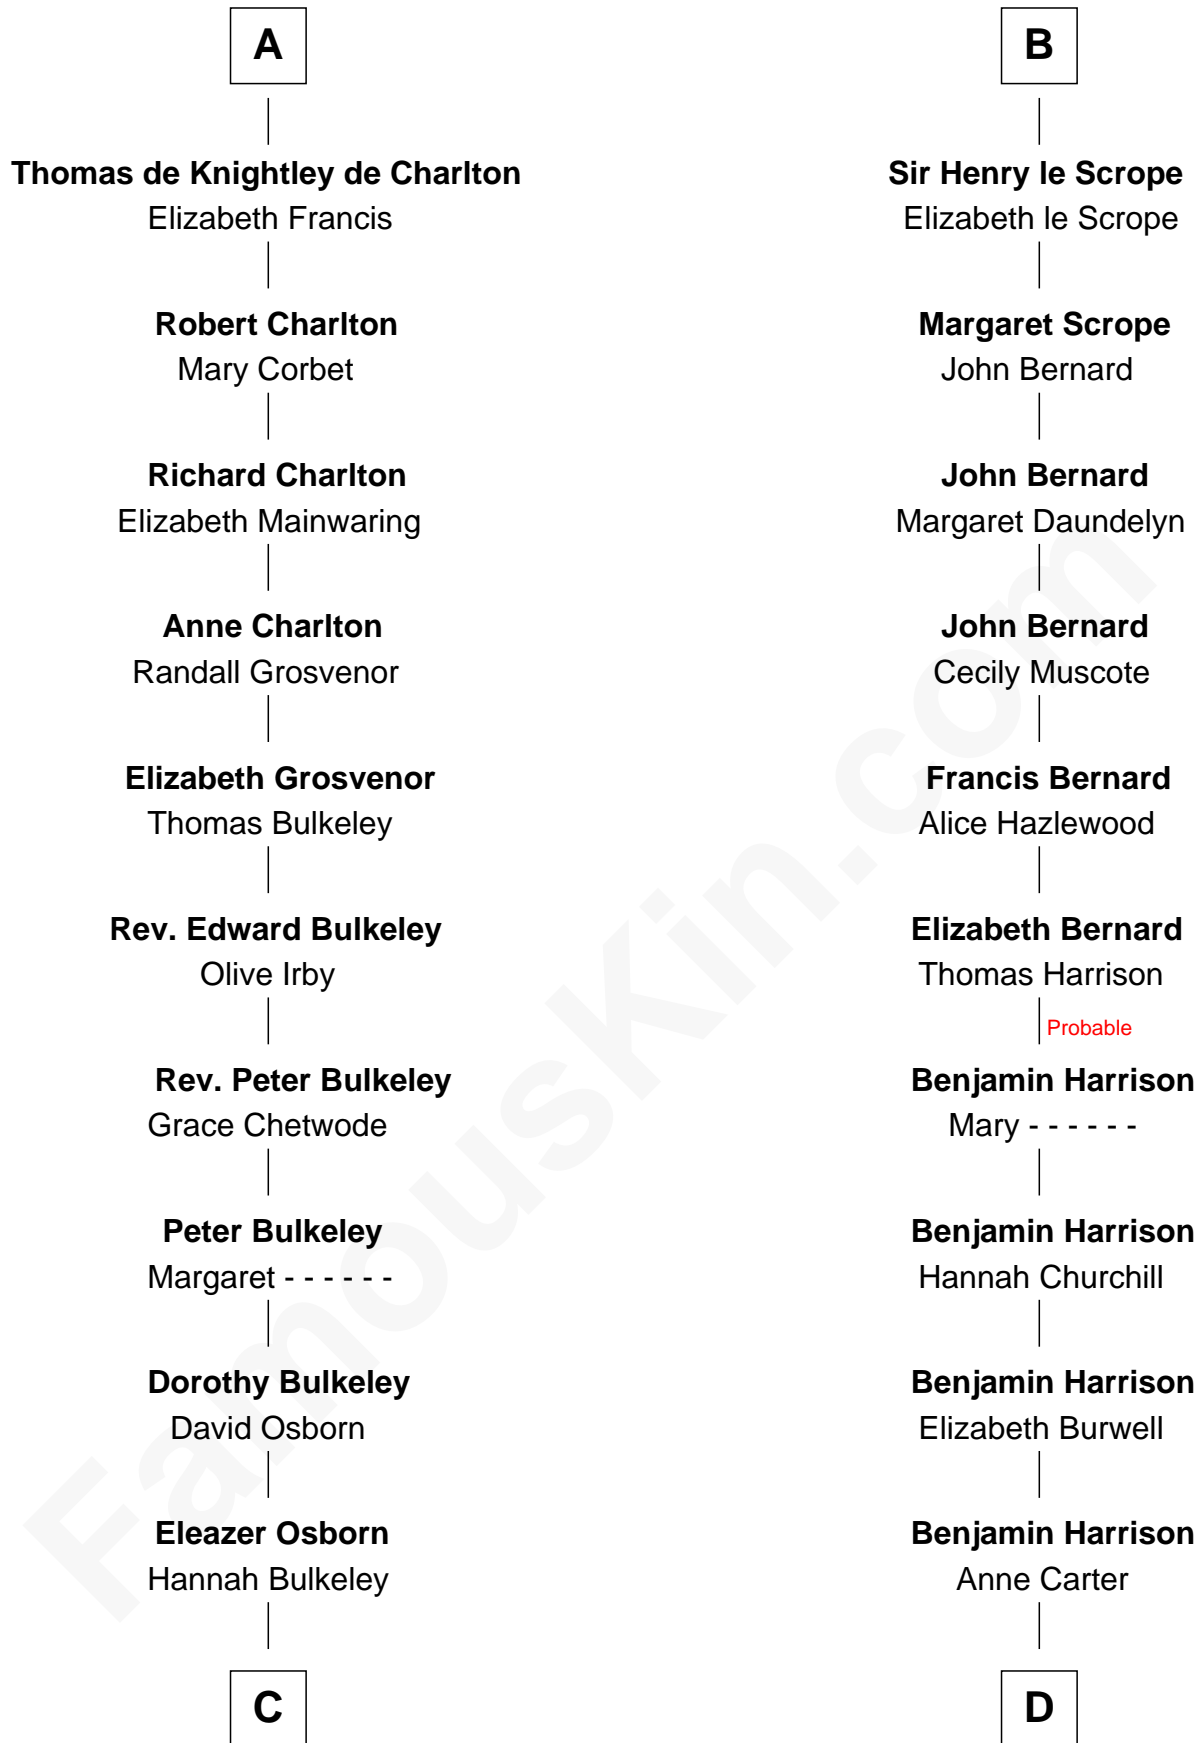 A
Thomas de Knightley de Charlton
Elizabeth Francis
Robert Charlton
Mary Corbet
Richard Charlton
Elizabeth Mainwaring
Anne Charlton
Randall Grosvenor
Elizabeth Grosvenor
Thomas Bulkeley
Rev. Edward Bulkeley
Olive Irby
Rev. Peter Bulkeley
Grace Chetwode
Peter Bulkeley
Margaret - - - - - -
Dorothy Bulkeley
David Osborn
Eleazer Osborn
Hannah Bulkeley
C
B
Sir Henry le Scrope
Elizabeth le Scrope
Margaret Scrope
John Bernard
John Bernard
Margaret Daundelyn
John Bernard
Cecily Muscote
Francis Bernard
Alice Hazlewood
Elizabeth Bernard
Thomas Harrison
Probable
Benjamin Harrison
Mary - - - - - -
Benjamin Harrison
Hannah Churchill
Benjamin Harrison
Elizabeth Burwell
Benjamin Harrison
Anne Carter
D
FamousKin.com